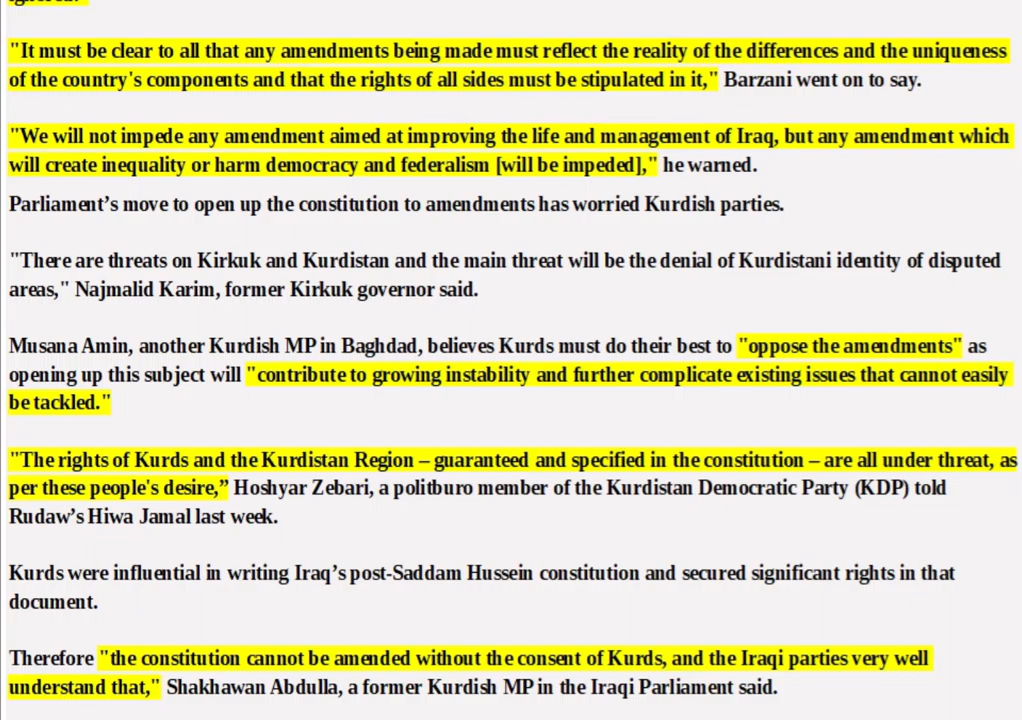 ignored."
"It must be clear to all that any amendments being made must reflect the reality of the differences and the uniqueness
of the country's components and that the rights of all sides must be stipulated in it," Barzani went on to say.
"We will not impede any amendment aimed at improving the life and management of Iraq, but any amendment which
will create inequality or harm democracy and federalism [will be impeded]," he warned.
Parliament’s move to open up the constitution to amendments has worried Kurdish parties.
"There are threats on Kirkuk and Kurdistan and the main threat will be the denial of Kurdistani identity of disputed
areas," Najmalid Karim, former Kirkuk governor said.
Musana Amin, another Kurdish MP in Baghdad, believes Kurds must do their best to "oppose the amendments" as
opening up this subject will "contribute to growing instability and further complicate existing issues that cannot easily
be tackled."
"The rights of Kurds and the Kurdistan Region – guaranteed and specified in the constitution – are all under threat, as
per these people's desire,” Hoshyar Zebari, a politburo member of the Kurdistan Democratic Party (KDP) told
Rudaw’s Hiwa Jamal last week.
Kurds were influential in writing Iraq’s post-Saddam Hussein constitution and secured significant rights in that
document.
Therefore "the constitution cannot be amended without the consent of Kurds, and the Iraqi parties very well
understand that," Shakhawan Abdulla, a former Kurdish MP in the Iraqi Parliament said.